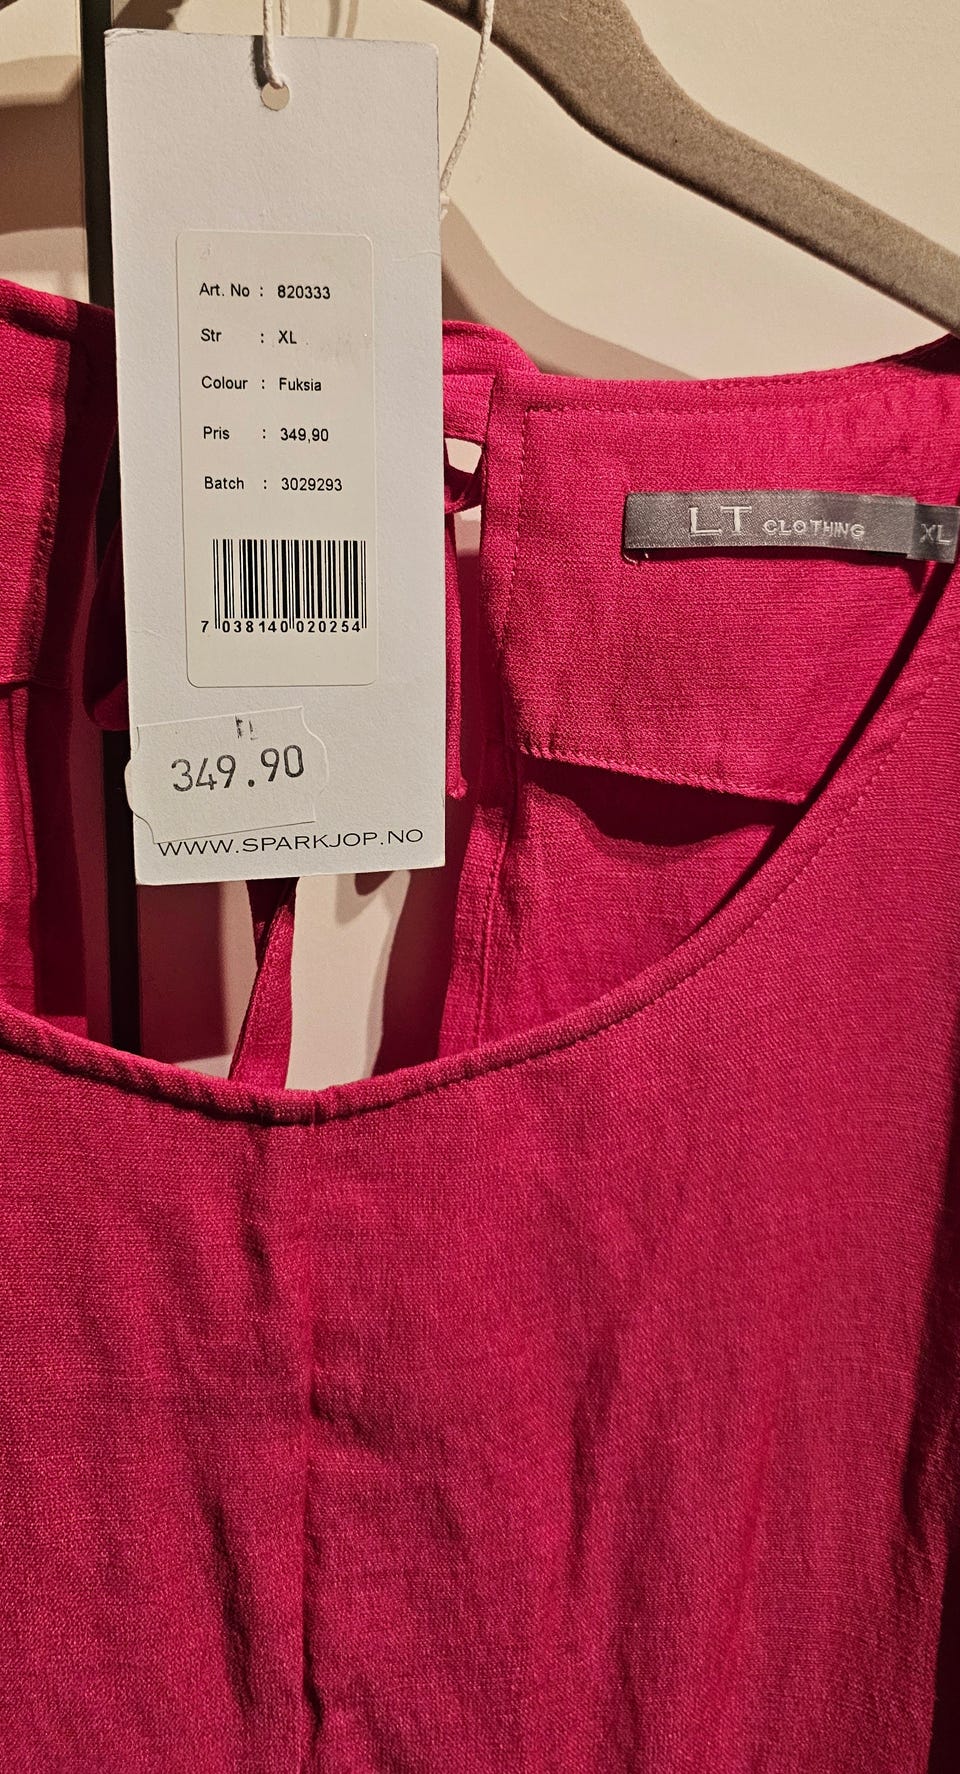 Art. No : 820333
Str : XL
Colour : Fuksia
Pris : 349,90
Batch : 3029293
7 038140 020254
349.90
WWW.SPARKJOP.NO
LT CLOTHING XL